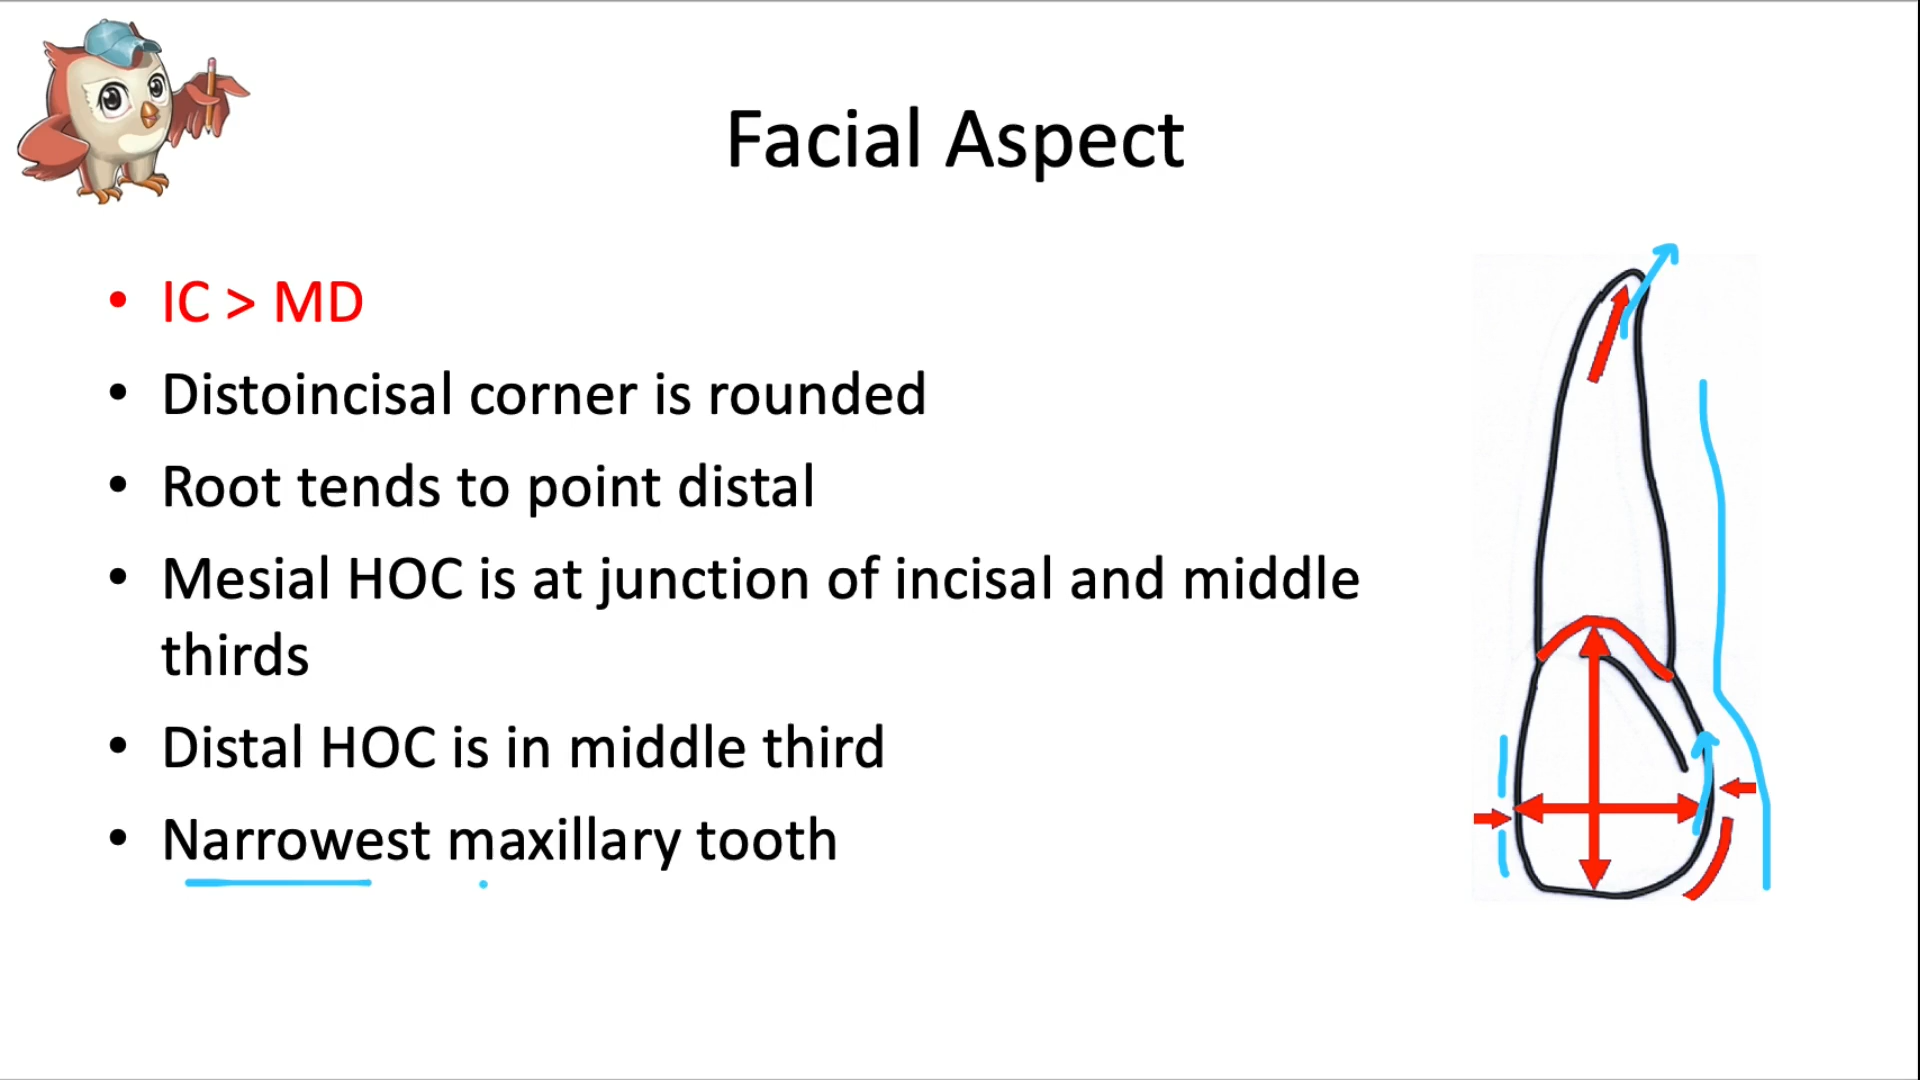 Facial Aspect
• IC > MD
• Distoincisal corner is rounded
• Root tends to point distal
• Mesial HOC is at junction of incisal and middle
thirds
• Distal HOC is in middle third
• Narrowest maxillary tooth